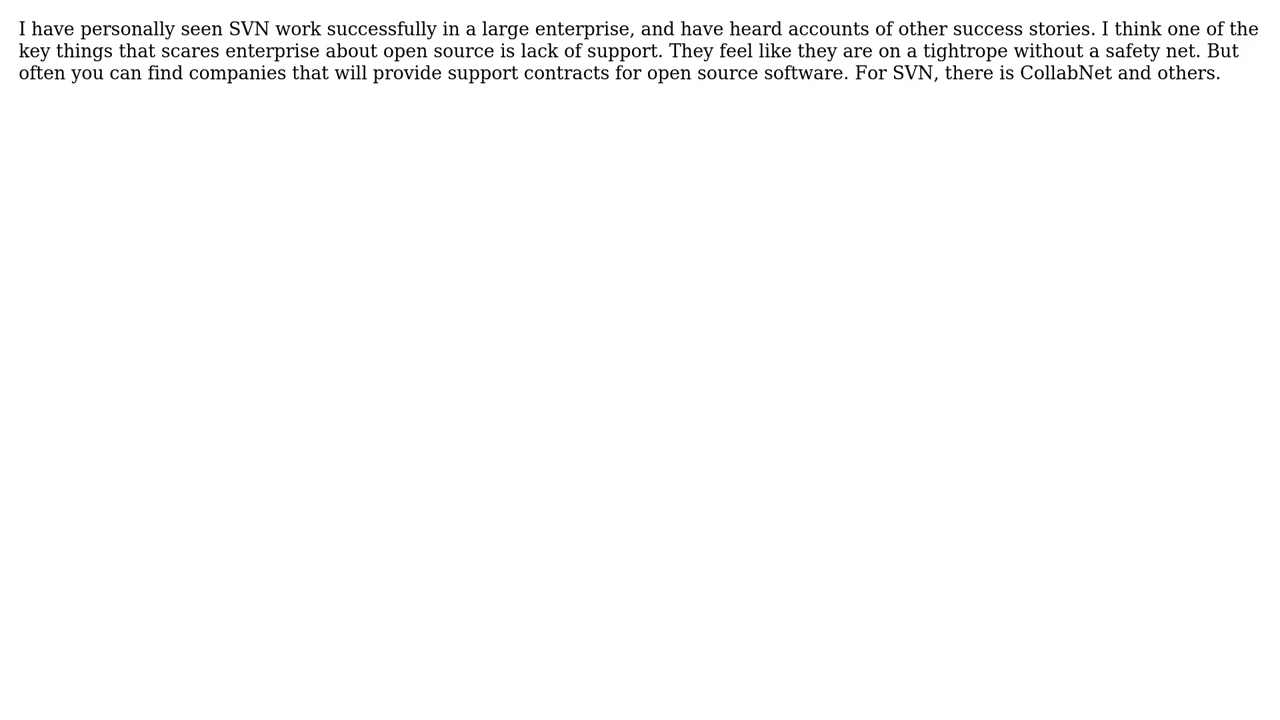 I have personally seen SVN work successfully in a large enterprise, and have heard accounts of other success stories. I think one of the
key things that scares enterprise about open source is lack of support. They feel like they are on a tightrope without a safety net. But
often you can find companies that will provide support contracts for open source software. For SVN, there is CollabNet and others.